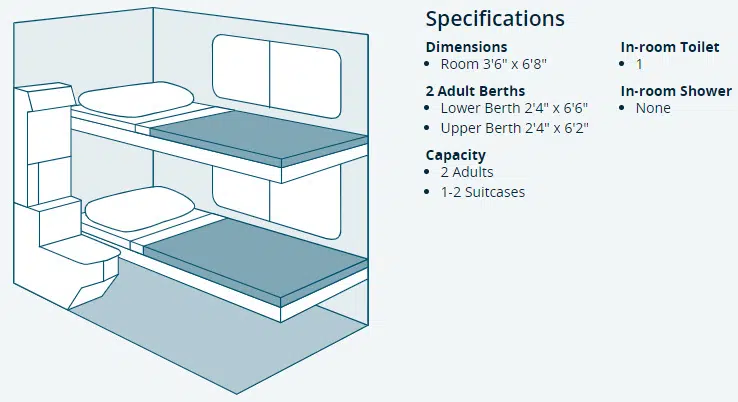 Specifications
Dimensions
• Room 3'6" x 6'8"
2 Adult Berths
• Lower Berth 2'4" x 6'6"
• Upper Berth 2'4" x 6'2"
Capacity
• 2 Adults
• 1-2 Suitcases
In-room Toilet
• 1
In-room Shower
• None